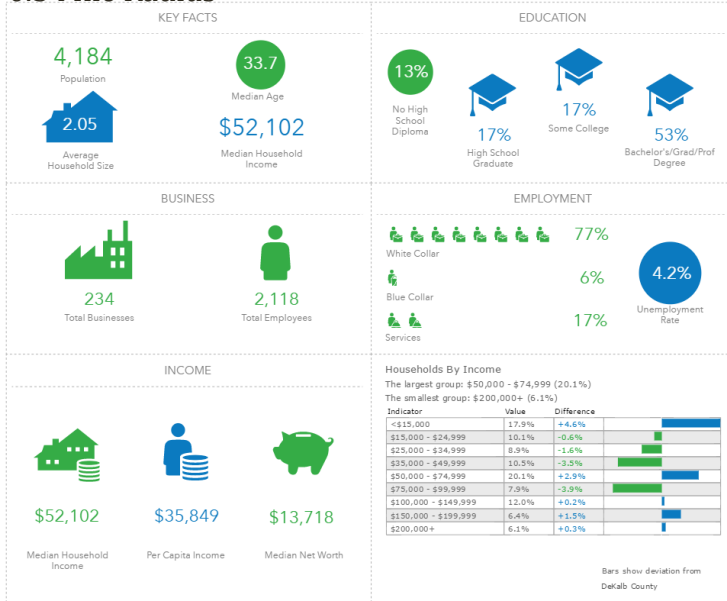 KEY FACTS
4,184
Population
33.7
Median Age
2.05
Average
Household Size
$52,102
Median Household
Income
EDUCATION
13%
No High
School
Diploma
17%
High School
Graduate
17%
Some College
53%
Bachelor's/Grad/Prof
Degree
BUSINESS
234
Total Businesses
2,118
Total Employees
EMPLOYMENT
77%
White Collar
6%
Blue Collar
17%
Services
4.2%
Unemployment
Rate
INCOME
$52,102
Median Household
Income
$35,849
Per Capita Income
$13,718
Median Net Worth
Households By Income
The largest group: $50,000 - $74,999 (20.1%)
The smallest group: $200,000+ (6.1%)
Indicator Value Difference
<$15,000 17.9% +4.6%
$15,000 - $24,999 10.1% -0.6%
$25,000 - $34,999 8.9% -1.6%
$35,000 - $49,999 10.5% -3.5%
$50,000 - $74,999 20.1% +2.9%
$75,000 - $99,999 7.9% -3.9%
$100,000 - $149,999 12.0% +0.2%
$150,000 - $199,999 6.4% +1.5%
$200,000+ 6.1% +0.3%
Bars show deviation from
DeKalb County